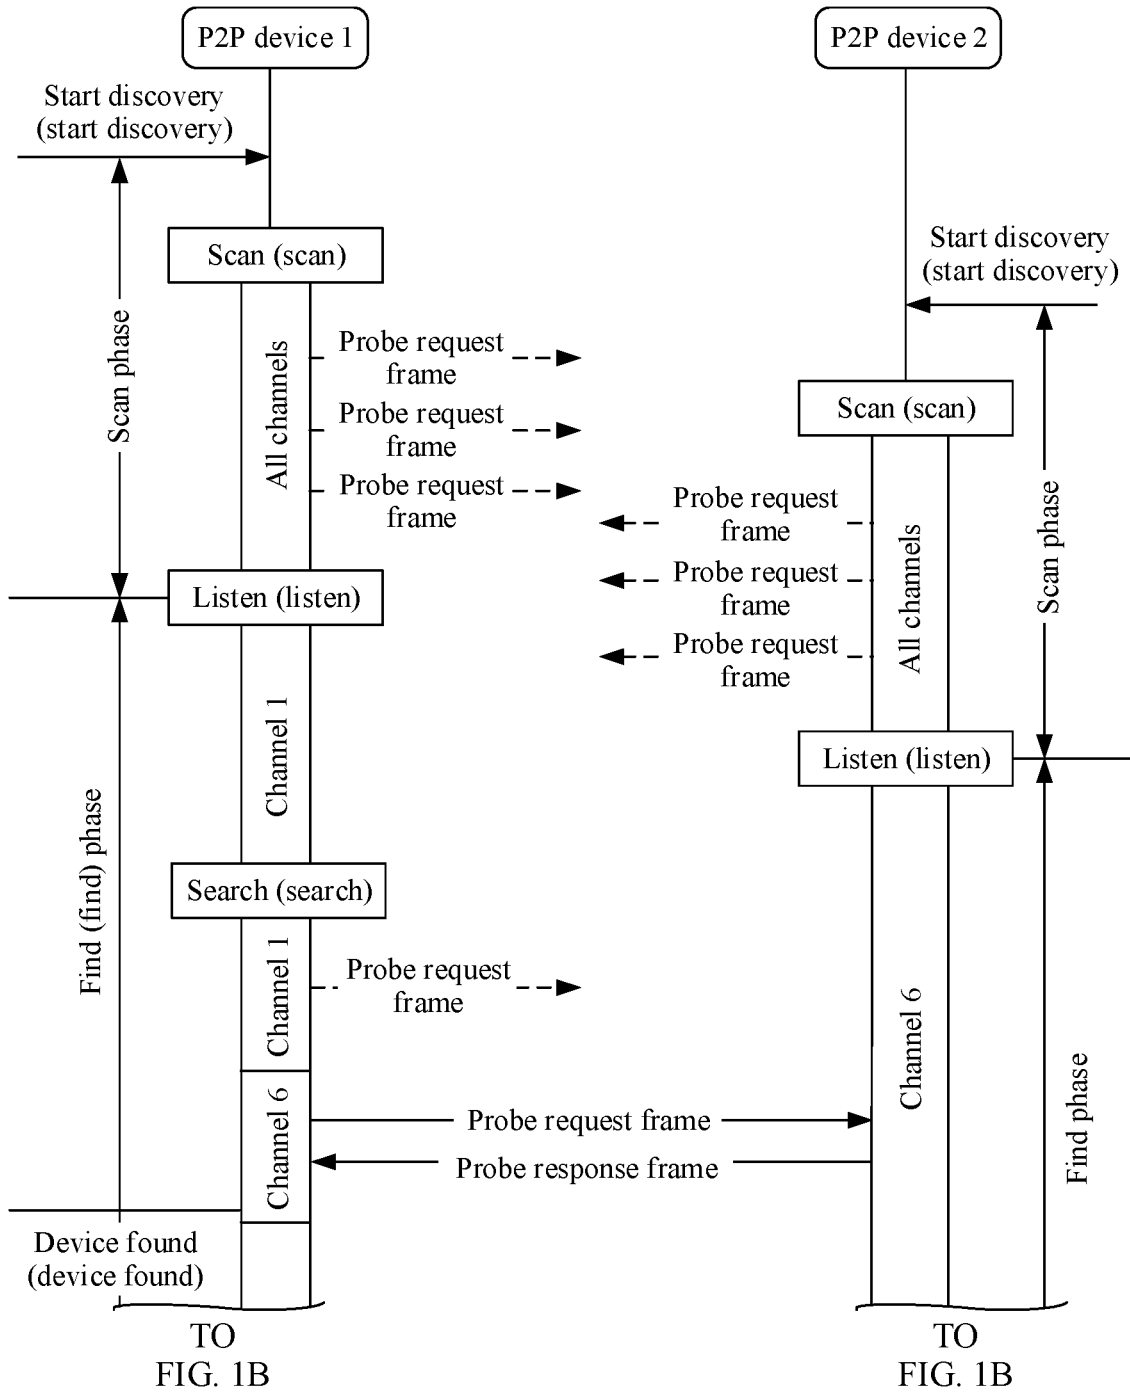 P2P device 1
P2P device 2
Start discovery
(start discovery)
Scan (scan)
Start discovery
(start discovery)
Scan phase
All channels
Probe request
frame
Probe request
frame
Probe request
frame
Scan (scan)
Probe request
frame
Probe request
frame
Probe request
frame
All channels
Scan phase
Listen (listen)
Channel 1
Listen (listen)
Find (find) phase
Search (search)
Channel 1
Probe request
frame
Channel 6
Channel 6
Find phase
Probe request frame
Probe response frame
Device found
(device found)
TO
FIG. 1B
TO
FIG. 1B